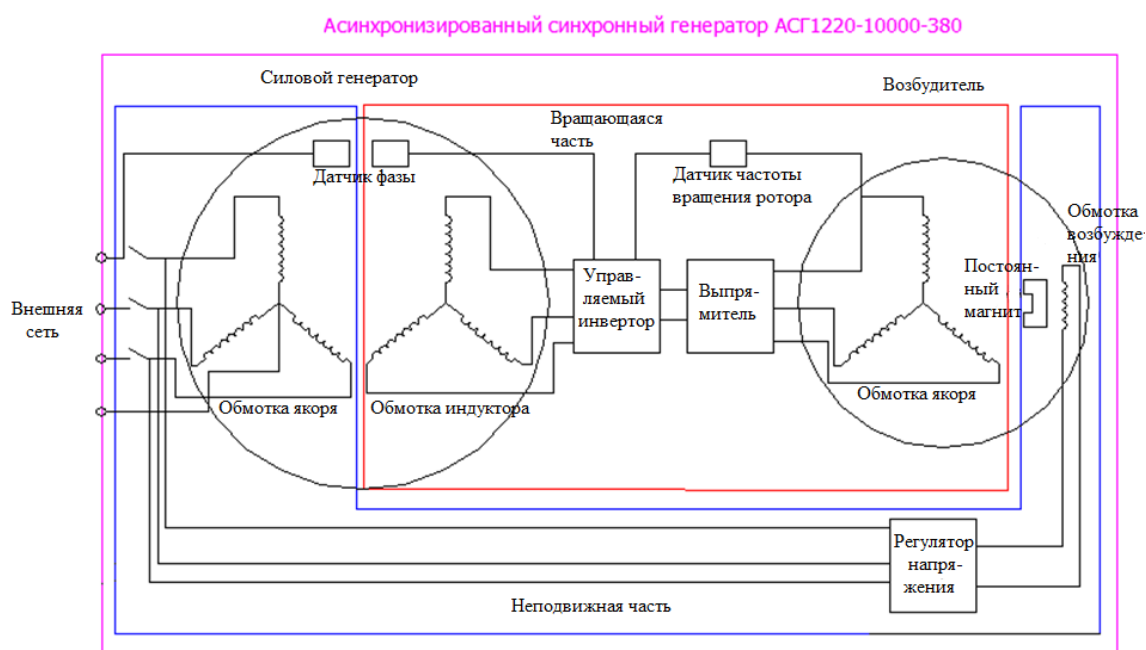 Асинхронизированный синхронный генератор АСГ1220-10000-380
Силовой генератор
Возбудитель
Вращающаяся
часть
Датчик фазы
Датчик частоты
вращения ротора
Обмотка
возбужде-
ния
Управ-
ляемый
инвертор
Выпря-
митель
Постоян-
ный
магнит
Внешняя
сеть
Обмотка якоря
Обмотка индуктора
Обмотка якоря
Регулятор
напря-
жения
Неподвижная часть